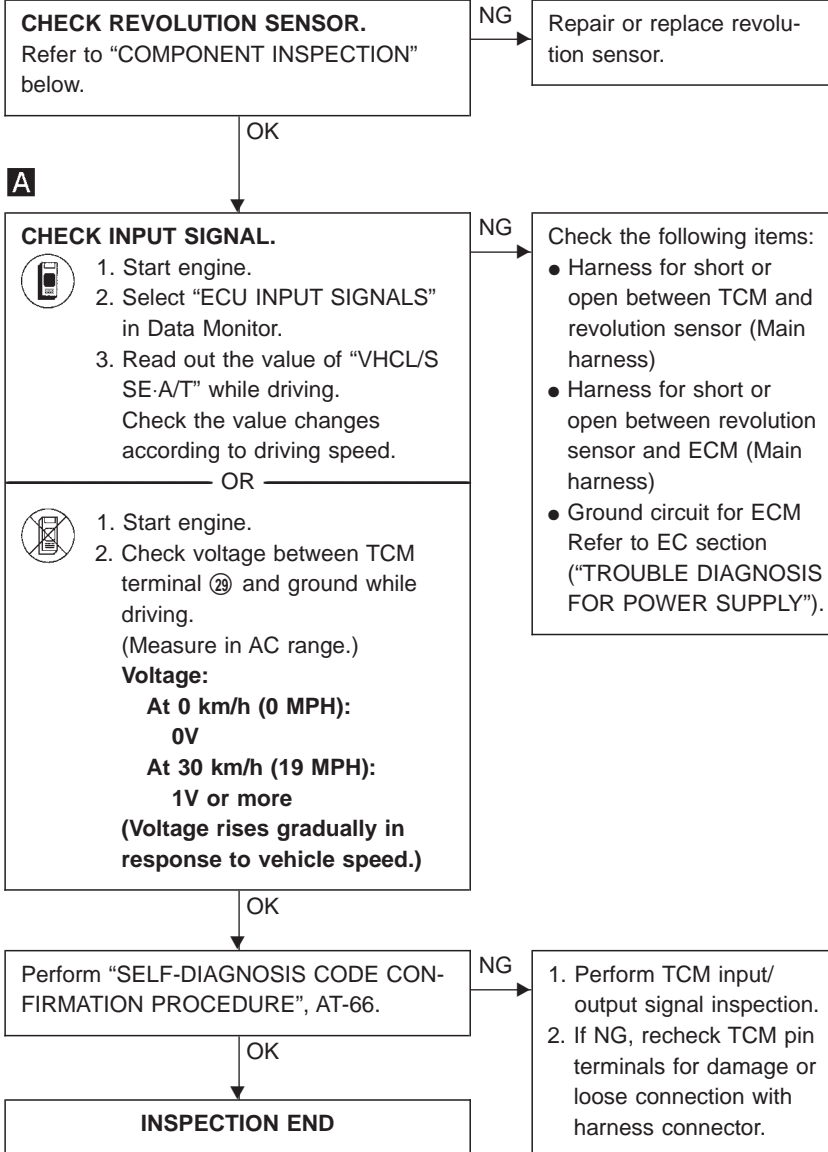 CHECK REVOLUTION SENSOR.
Refer to “COMPONENT INSPECTION”
below.
NG
Repair or replace revolu-
tion sensor.
OK
A
CHECK INPUT SIGNAL.
1. Start engine.
2. Select “ECU INPUT SIGNALS”
in Data Monitor.
3. Read out the value of “VHCL/S
SE·A/T” while driving.
Check the value changes
according to driving speed.
OR
1. Start engine.
2. Check voltage between TCM
terminal ㉙ and ground while
driving.
(Measure in AC range.)
Voltage:
At 0 km/h (0 MPH):
0V
At 30 km/h (19 MPH):
1V or more
(Voltage rises gradually in
response to vehicle speed.)
NG
Check the following items:
● Harness for short or
open between TCM and
revolution sensor (Main
harness)
● Harness for short or
open between revolution
sensor and ECM (Main
harness)
● Ground circuit for ECM
Refer to EC section
(“TROUBLE DIAGNOSIS
FOR POWER SUPPLY”).
OK
Perform “SELF-DIAGNOSIS CODE CON-
FIRMATION PROCEDURE”, AT-66.
NG
1. Perform TCM input/
output signal inspection.
2. If NG, recheck TCM pin
terminals for damage or
loose connection with
harness connector.
OK
INSPECTION END